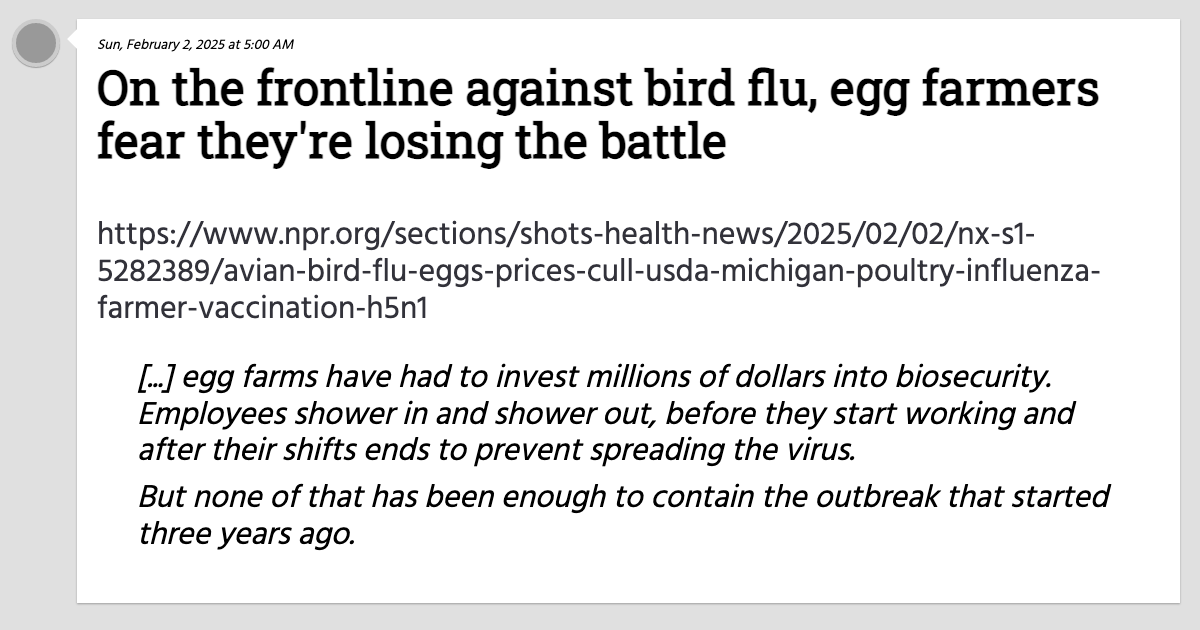 Sun, February 2, 2025 at 5:00 AM
On the frontline against bird flu, egg farmers
fear they're losing the battle
https://www.npr.org/sections/shots-health-news/2025/02/02/nx-s1-
5282389/avian-bird-flu-eggs-prices-cull-usda-michigan-poultry-influenza-
farmer-vaccination-h5n1
[...] egg farms have had to invest millions of dollars into biosecurity.
Employees shower in and shower out, before they start working and
after their shifts ends to prevent spreading the virus.
But none of that has been enough to contain the outbreak that started
three years ago.